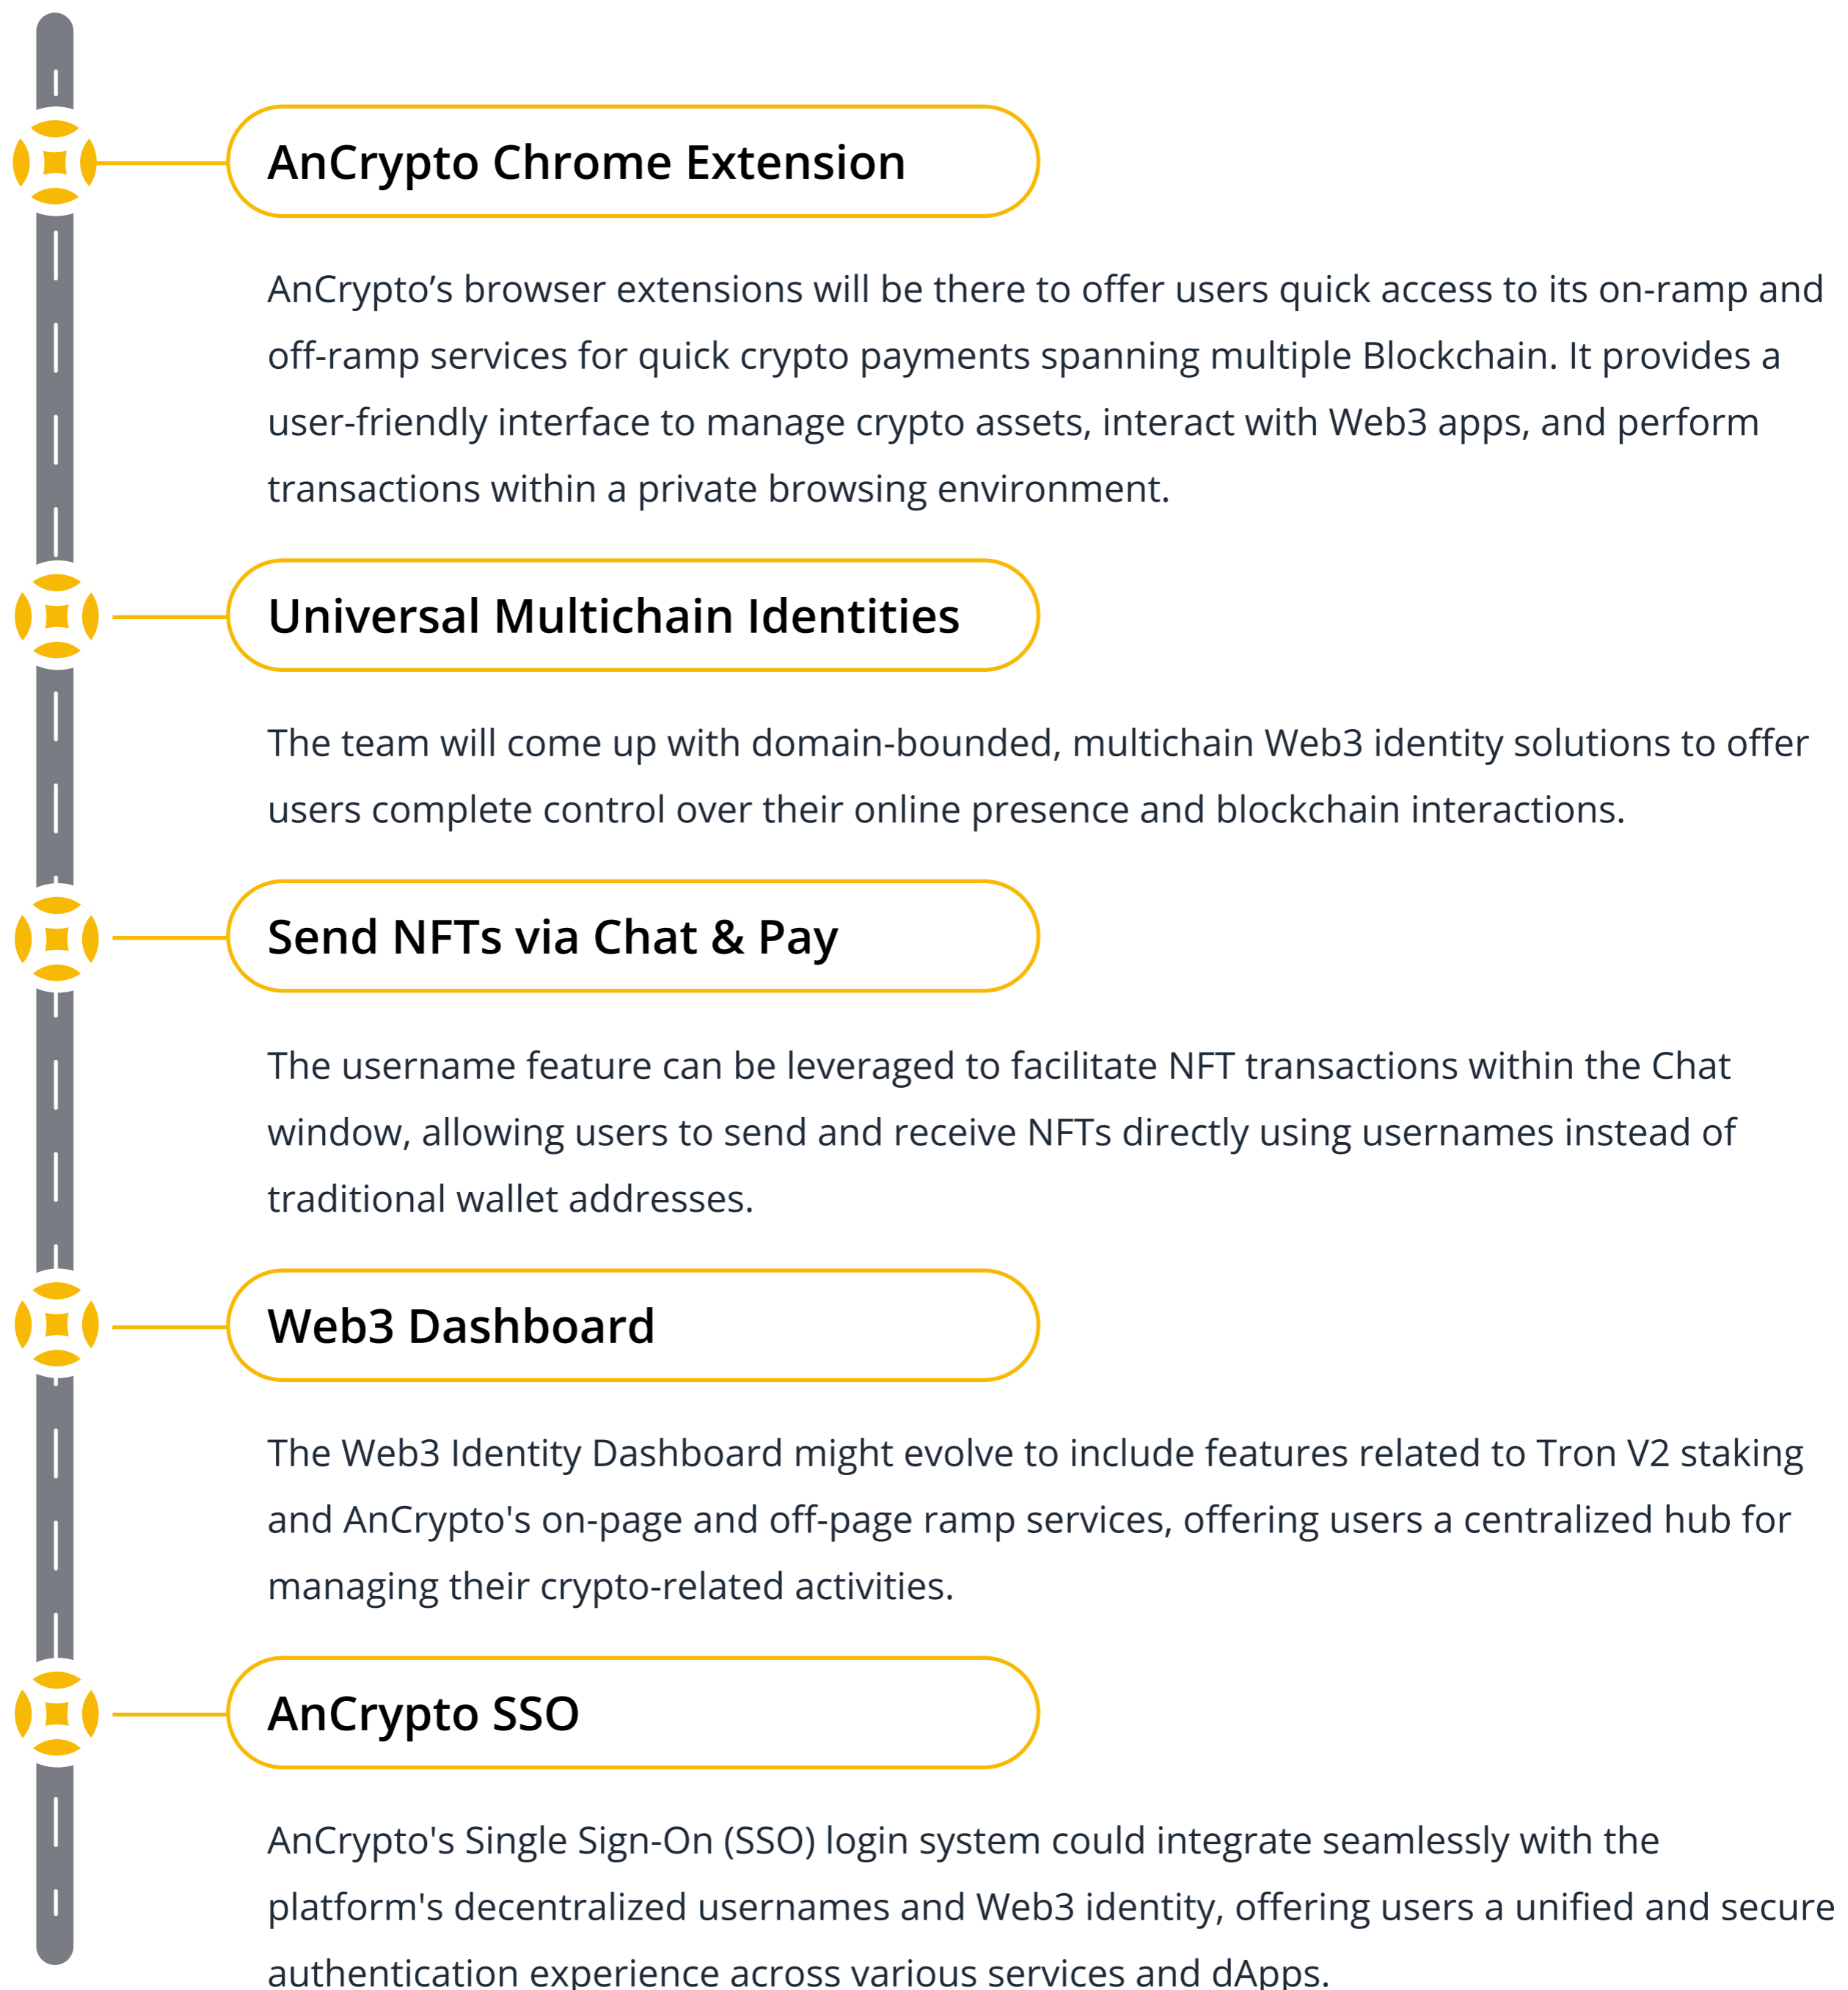 AnCrypto Chrome Extension
AnCrypto’s browser extensions will be there to offer users quick access to its on-ramp and
off-ramp services for quick crypto payments spanning multiple Blockchain. It provides a
user-friendly interface to manage crypto assets, interact with Web3 apps, and perform
transactions within a private browsing environment.
Universal Multichain Identities
The team will come up with domain-bounded, multichain Web3 identity solutions to offer
users complete control over their online presence and blockchain interactions.
Send NFTs via Chat & Pay
The username feature can be leveraged to facilitate NFT transactions within the Chat
window, allowing users to send and receive NFTs directly using usernames instead of
traditional wallet addresses.
Web3 Dashboard
The Web3 Identity Dashboard might evolve to include features related to Tron V2 staking
and AnCrypto's on-page and off-page ramp services, offering users a centralized hub for
managing their crypto-related activities.
AnCrypto SSO
AnCrypto's Single Sign-On (SSO) login system could integrate seamlessly with the
platform's decentralized usernames and Web3 identity, offering users a unified and secure
authentication experience across various services and dApps.